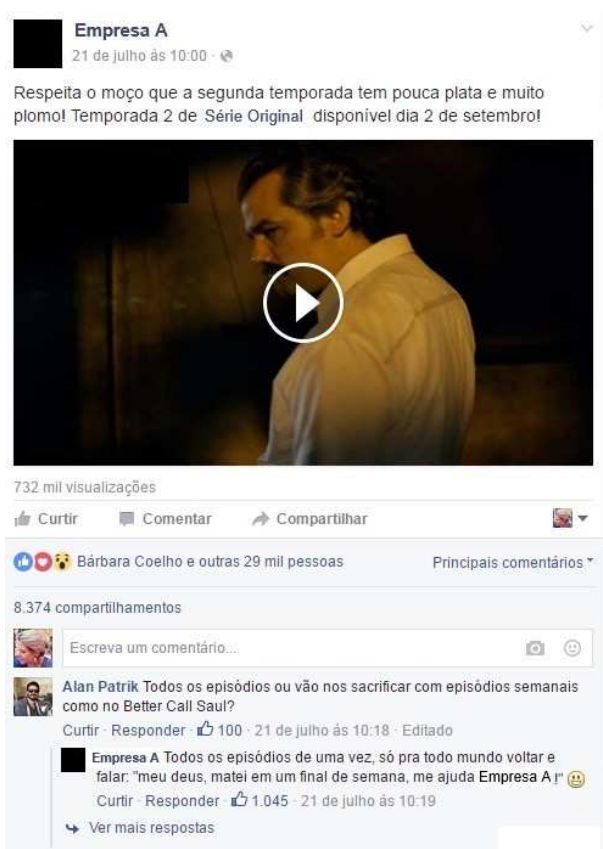 Empresa A
21 de julho às 10:00 ·
Respeita o moço que a segunda temporada tem pouca plata e muito
plomo! Temporada 2 de Série Original disponível dia 2 de setembro!
732 mil visualizações
Curtir Comentar Compartilhar
Bárbara Coelho e outras 29 mil pessoas Principais comentários
8.374 compartilhamentos
Escreva um comentário...
Alan Patrik Todos os episódios ou vão nos sacrificar com episódios semanais
como no Better Call Saul?
Curtir · Responder · 100 · 21 de julho às 10:18 · Editado
Empresa A Todos os episódios de uma vez, só pra todo mundo voltar e
falar: "meu deus, matei em um final de semana, me ajuda Empresa A !"
Curtir · Responder · 1.045 · 21 de julho às 10:19
Ver mais respostas